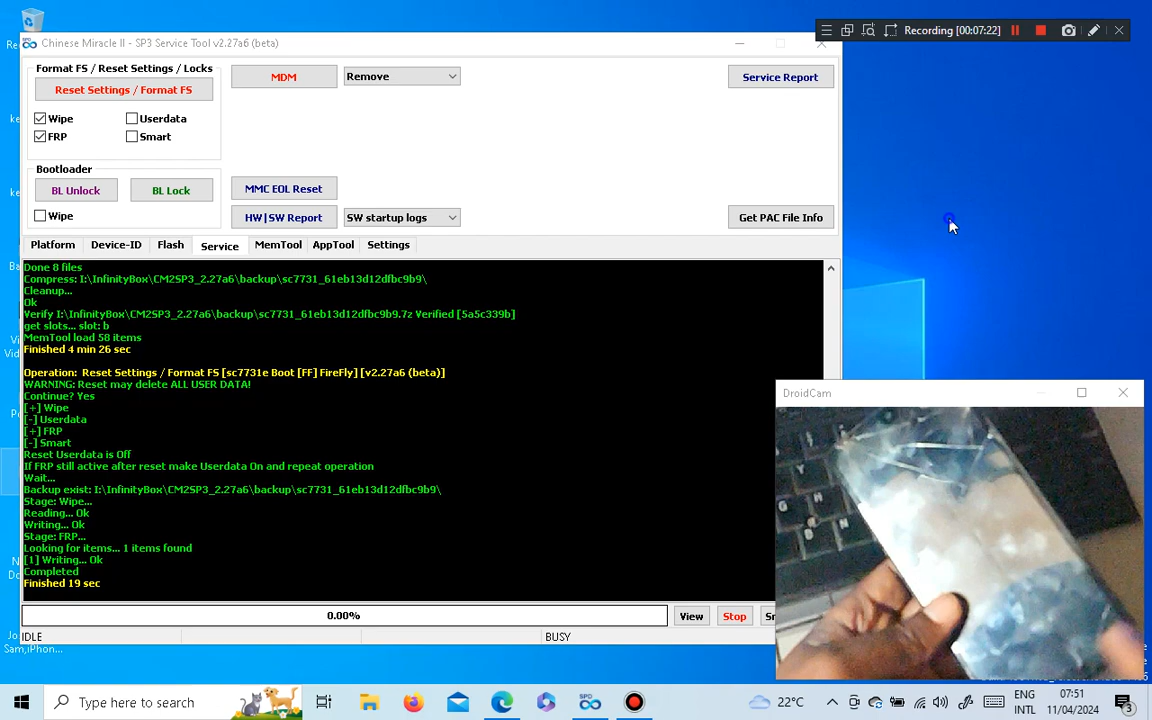 Recording [00:07:22]
Chinese Miracle II - SP3 Service Tool v2.27a6 (beta)
Format FS / Reset Settings / Locks
Reset Settings / Format FS
MDM
Remove
Service Report
Wipe
Userdata
FRP
Smart
Bootloader
BL Unlock
BL Lock
MMC EOL Reset
Wipe
HW|SW Report
SW startup logs
Get PAC File Info
Platform
Device-ID
Flash
Service
MemTool
AppTool
Settings
Done 8 files
Compress: I:\InfinityBox\CM2SP3_2.27a6\backup\sc7731_61eb13d12dfbc9b9\
Cleanup...
Ok
Verify I:\InfinityBox\CM2SP3_2.27a6\backup\sc7731_61eb13d12dfbc9b9.7z Verified [5a5c339b]
get slots... slot: b
MemTool load 58 items
Finished 4 min 26 sec
Operation: Reset Settings / Format FS [sc7731e Boot [FF] FireFly] [v2.27a6 (beta)]
WARNING: Reset may delete ALL USER DATA!
Continue? Yes
[+] Wipe
[-] Userdata
[+] FRP
[-] Smart
Reset Userdata is Off
If FRP still active after reset make Userdata On and repeat operation
Wait...
Backup exist: I:\InfinityBox\CM2SP3_2.27a6\backup\sc7731_61eb13d12dfbc9b9\
Stage: Wipe...
Reading... Ok
Writing... Ok
Stage: FRP...
Looking for items... 1 items found
[1] Writing... Ok
Completed
Finished 19 sec
DroidCam
0.00%
View
Stop
IDLE
BUSY
Sam,iPhon...
Type here to search
SPD
22°C
ENG
INTL
07:51
11/04/2024
3